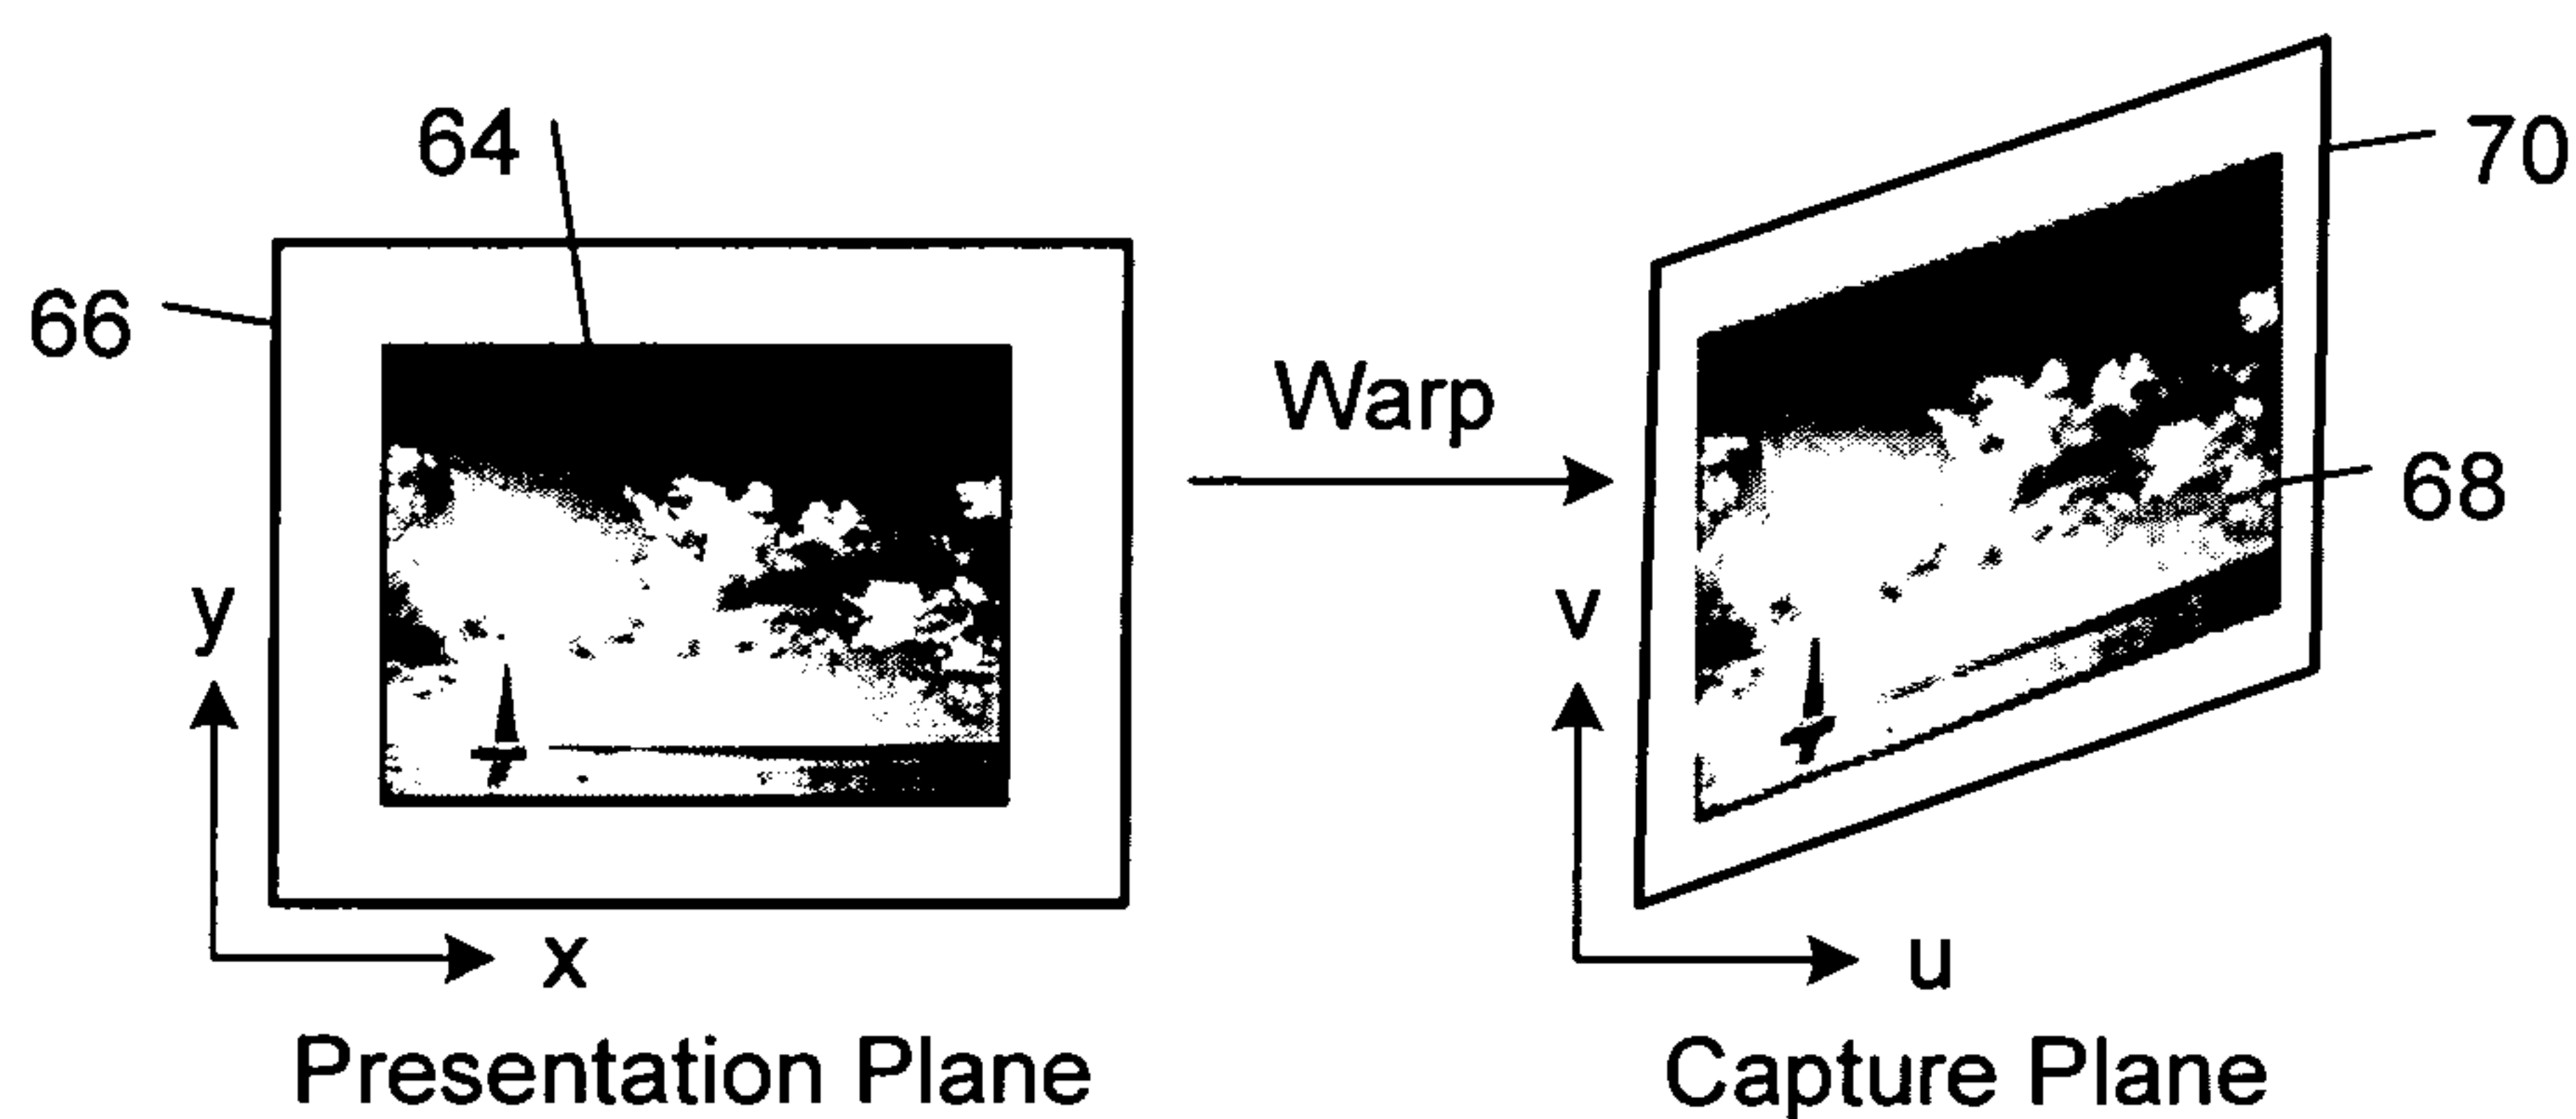 64
66
y
x
Presentation Plane
Warp
70
68
v
u
Capture Plane